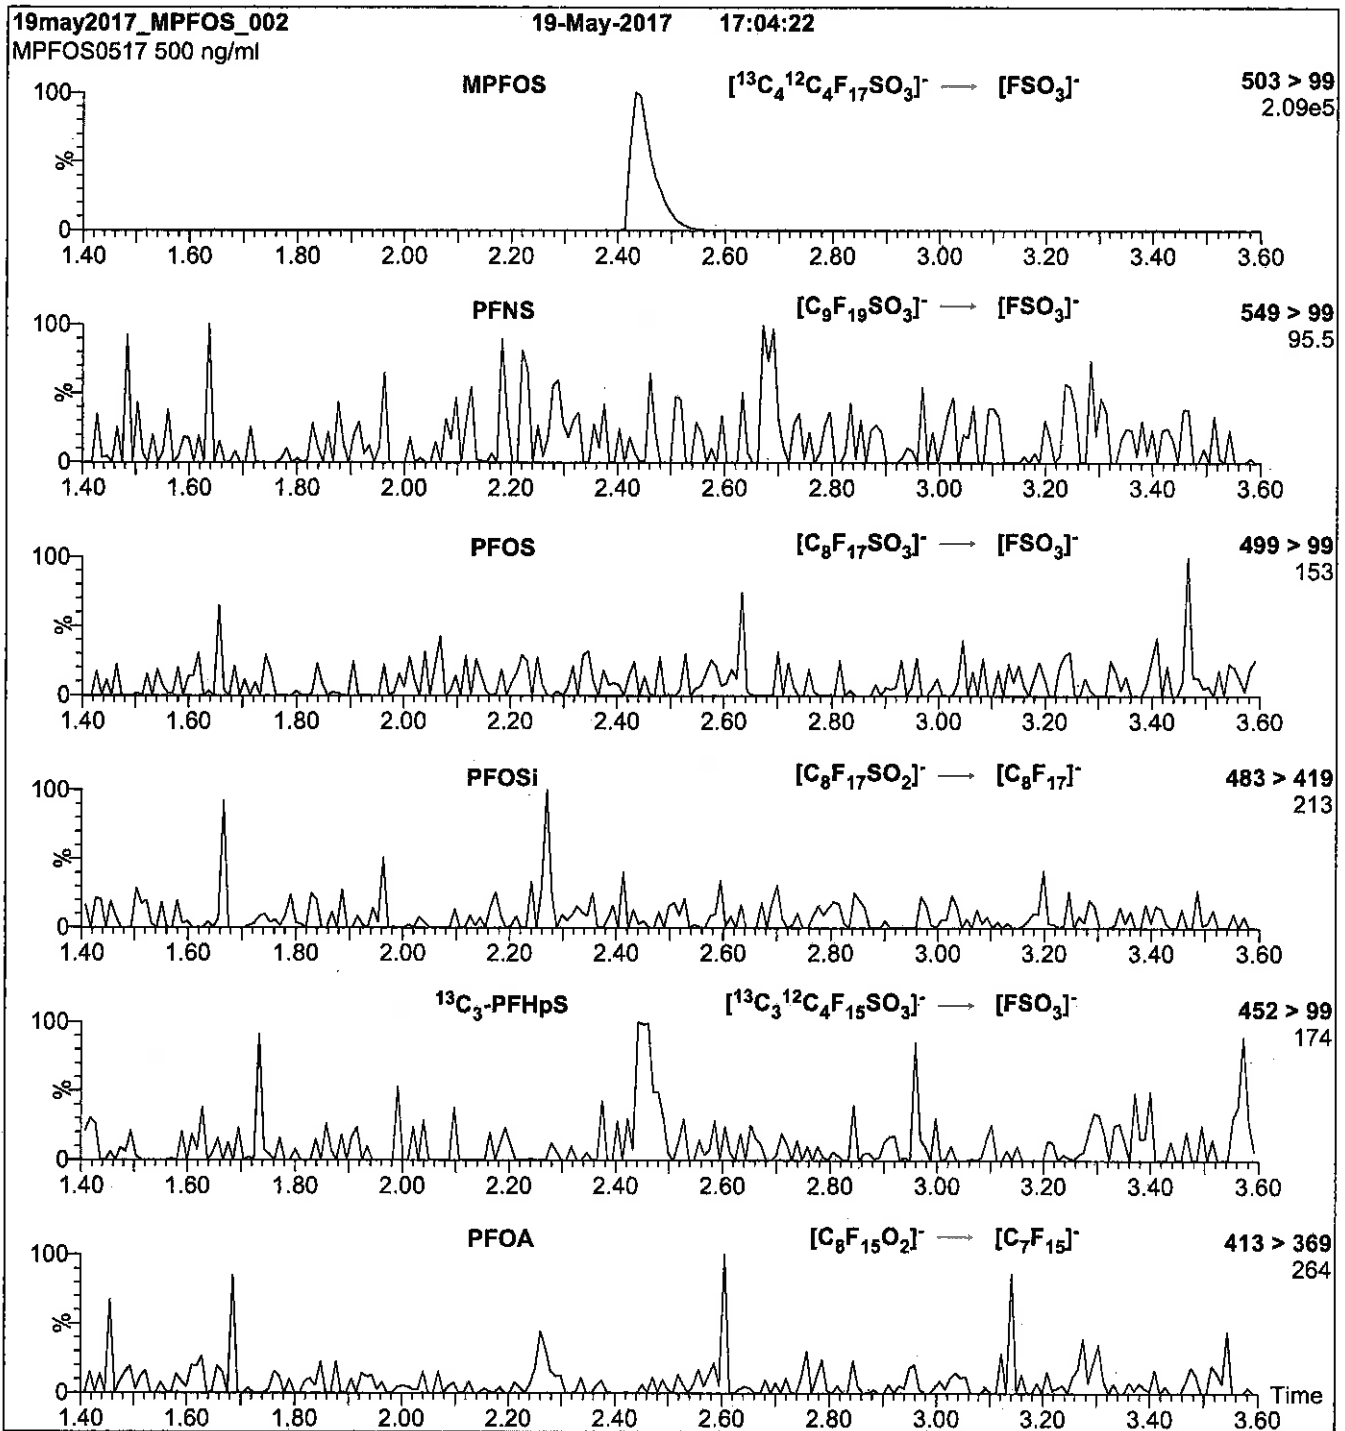 19may2017_MPFOS_002 19-May-2017 17:04:22
MPFOS0517 500 ng/ml
MPFOS [¹³C₄¹²C₄F₁₇SO₃]⁻ → [FSO₃]⁻ 503 > 99
2.09e5
100
%
0
1.40 1.60 1.80 2.00 2.20 2.40 2.60 2.80 3.00 3.20 3.40 3.60
PFNS [C₉F₁₉SO₃]⁻ → [FSO₃]⁻ 549 > 99
95.5
100
%
0
1.40 1.60 1.80 2.00 2.20 2.40 2.60 2.80 3.00 3.20 3.40 3.60
PFOS [C₈F₁₇SO₃]⁻ → [FSO₃]⁻ 499 > 99
153
100
%
0
1.40 1.60 1.80 2.00 2.20 2.40 2.60 2.80 3.00 3.20 3.40 3.60
PFOSi [C₈F₁₇SO₂]⁻ → [C₈F₁₇]⁻ 483 > 419
213
100
%
0
1.40 1.60 1.80 2.00 2.20 2.40 2.60 2.80 3.00 3.20 3.40 3.60
¹³C₃-PFHpS [¹³C₃¹²C₄F₁₅SO₃]⁻ → [FSO₃]⁻ 452 > 99
174
100
%
0
1.40 1.60 1.80 2.00 2.20 2.40 2.60 2.80 3.00 3.20 3.40 3.60
PFOA [C₈F₁₅O₂]⁻ → [C₇F₁₅]⁻ 413 > 369
264
100
%
0
Time
1.40 1.60 1.80 2.00 2.20 2.40 2.60 2.80 3.00 3.20 3.40 3.60